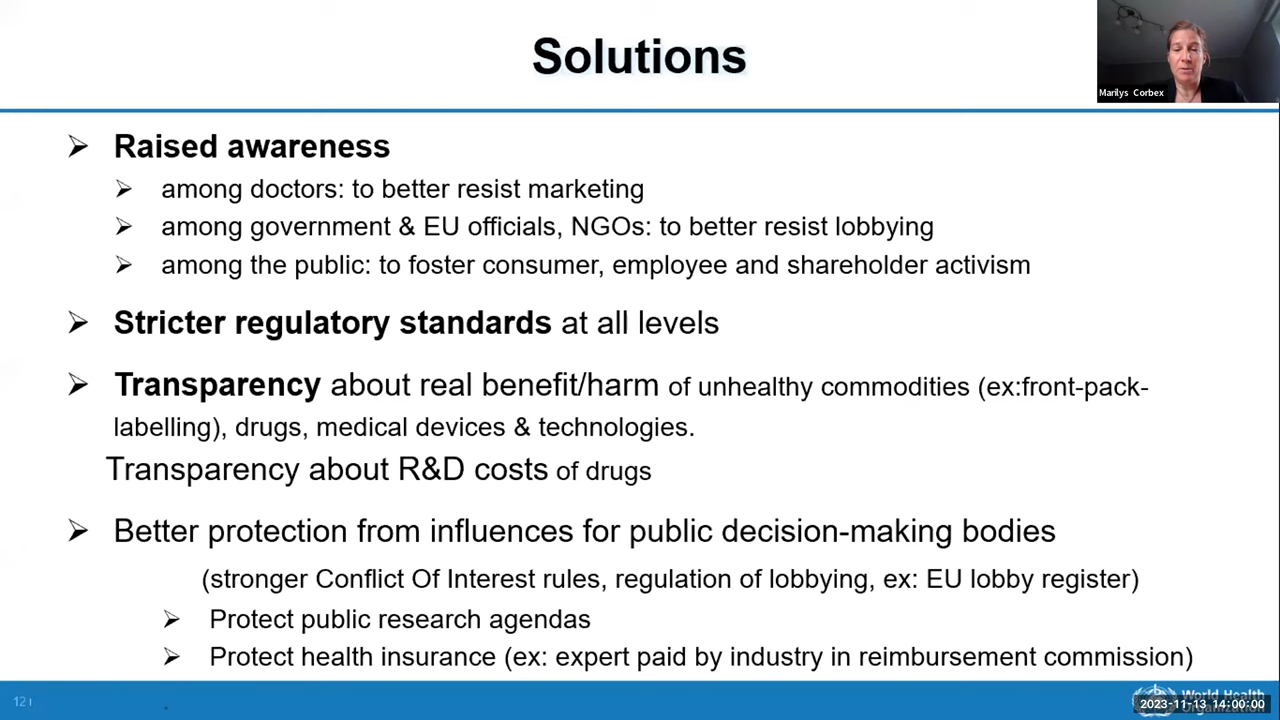 Solutions
Marilys Corbex
➢ Raised awareness
➢ among doctors: to better resist marketing
➢ among government & EU officials, NGOs: to better resist lobbying
➢ among the public: to foster consumer, employee and shareholder activism
➢ Stricter regulatory standards at all levels
➢ Transparency about real benefit/harm of unhealthy commodities (ex:front-pack-
labelling), drugs, medical devices & technologies.
Transparency about R&D costs of drugs
➢ Better protection from influences for public decision-making bodies
(stronger Conflict Of Interest rules, regulation of lobbying, ex: EU lobby register)
➢ Protect public research agendas
➢ Protect health insurance (ex: expert paid by industry in reimbursement commission)
12 |
World Health
Organization
2023-11-13 14:00:00